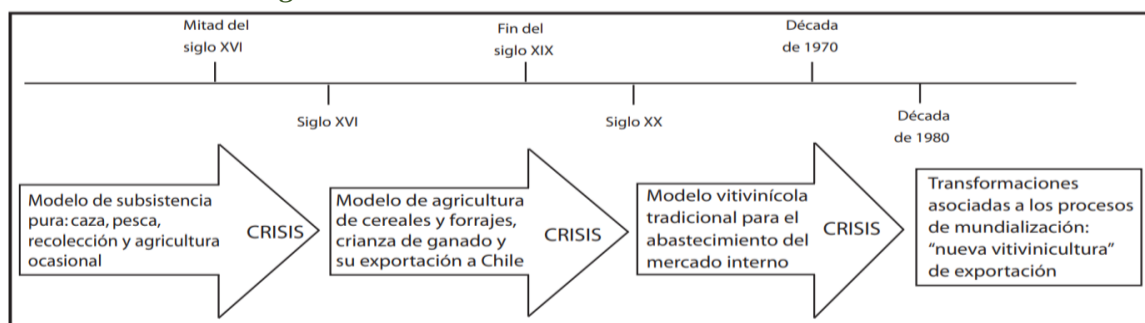 Mitad del
siglo XVI
Fin del
siglo XIX
Década
de 1970
Siglo XVI
Siglo XX
Década
de 1980
Modelo de subsistencia
pura: caza, pesca,
recolección y agricultura
ocasional
CRISIS
Modelo de agricultura
de cereales y forrajes,
crianza de ganado y
su exportación a Chile
CRISIS
Modelo vitivinícola
tradicional para el
abastecimiento del
mercado interno
CRISIS
Transformaciones
asociadas a los procesos
de mundialización:
“nueva vitivinicultura”
de exportación